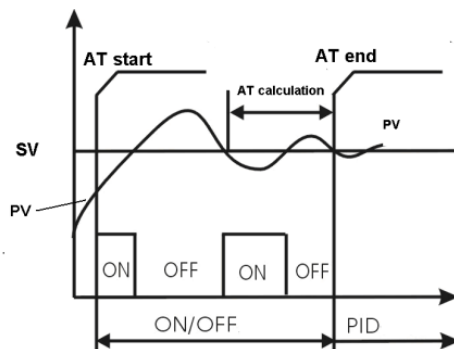 AT start
AT end
AT calculation
PV
SV
PV
ON OFF ON OFF
ON/OFF PID